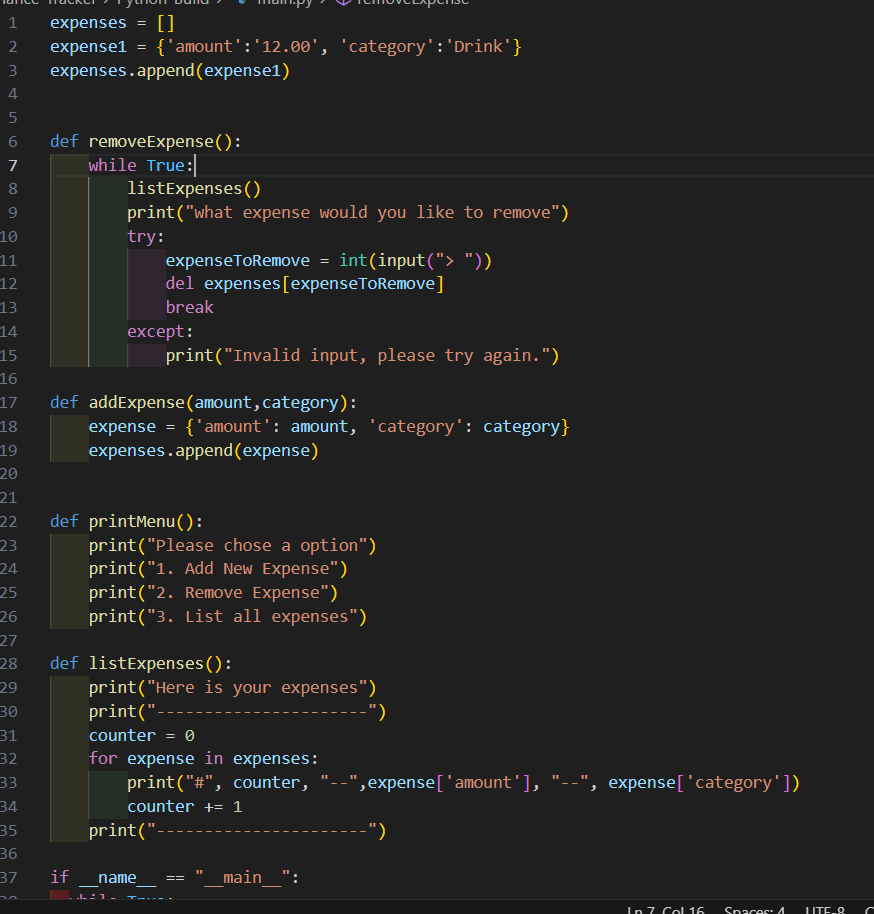 Tracker > Python-Build > main.py > removeExpense
1 expenses = []
2 expense1 = {'amount':'12.00', 'category':'Drink'}
3 expenses.append(expense1)
4
5
6 def removeExpense():
7     while True:
8         listExpenses()
9         print("what expense would you like to remove")
10         try:
11             expenseToRemove = int(input("> "))
12             del expenses[expenseToRemove]
13             break
14         except:
15             print("Invalid input, please try again.")
16
17 def addExpense(amount,category):
18     expense = {'amount': amount, 'category': category}
19     expenses.append(expense)
20
21
22 def printMenu():
23     print("Please chose a option")
24     print("1. Add New Expense")
25     print("2. Remove Expense")
26     print("3. List all expenses")
27
28 def listExpenses():
29     print("Here is your expenses")
30     print("----------------------")
31     counter = 0
32     for expense in expenses:
33         print("#", counter, "--",expense['amount'], "--", expense['category'])
34         counter += 1
35     print("----------------------")
36
37 if __name__ == "__main__":
38   while True:
Ln 7, Col 16 Spaces: 4 UTF-8